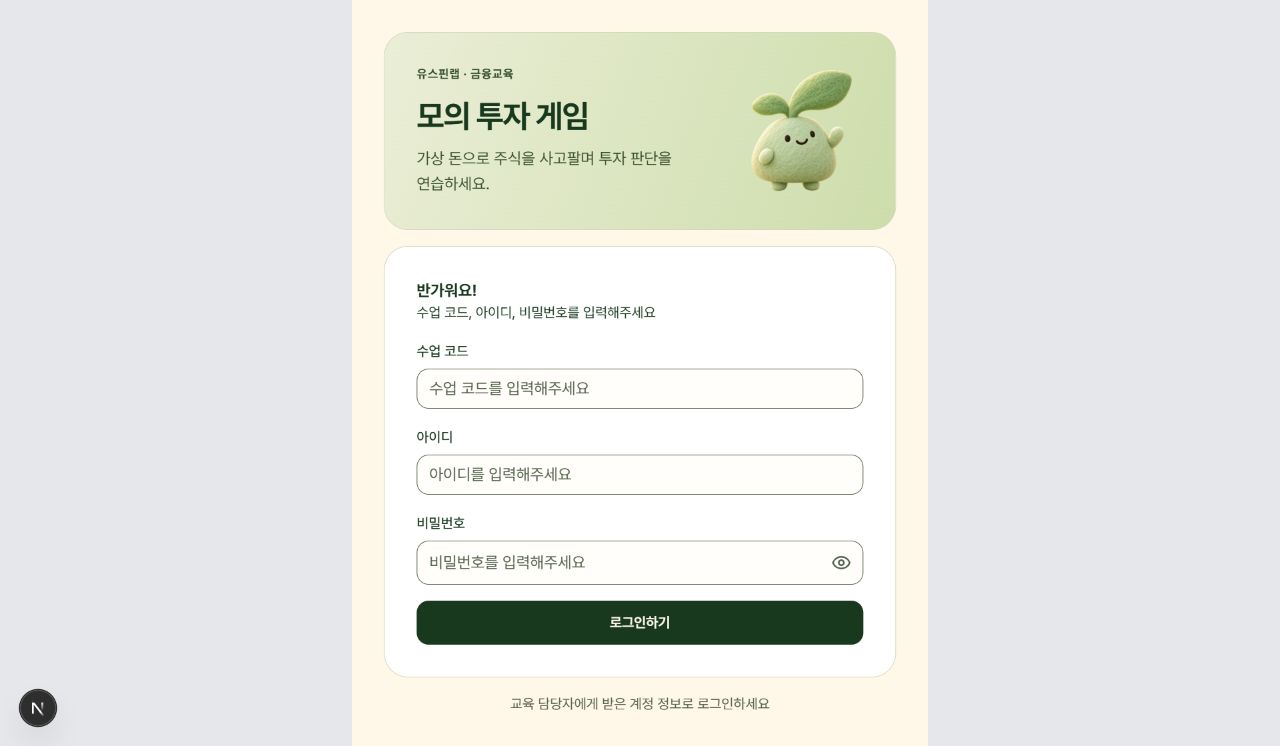 유스핀랩 · 금융교육
모의 투자 게임
가상 돈으로 주식을 사고팔며 투자 판단을
연습하세요.
반가워요!
수업 코드, 아이디, 비밀번호를 입력해주세요
수업 코드
수업 코드를 입력해주세요
아이디
아이디를 입력해주세요
비밀번호
비밀번호를 입력해주세요
로그인하기
교육 담당자에게 받은 계정 정보로 로그인하세요
N